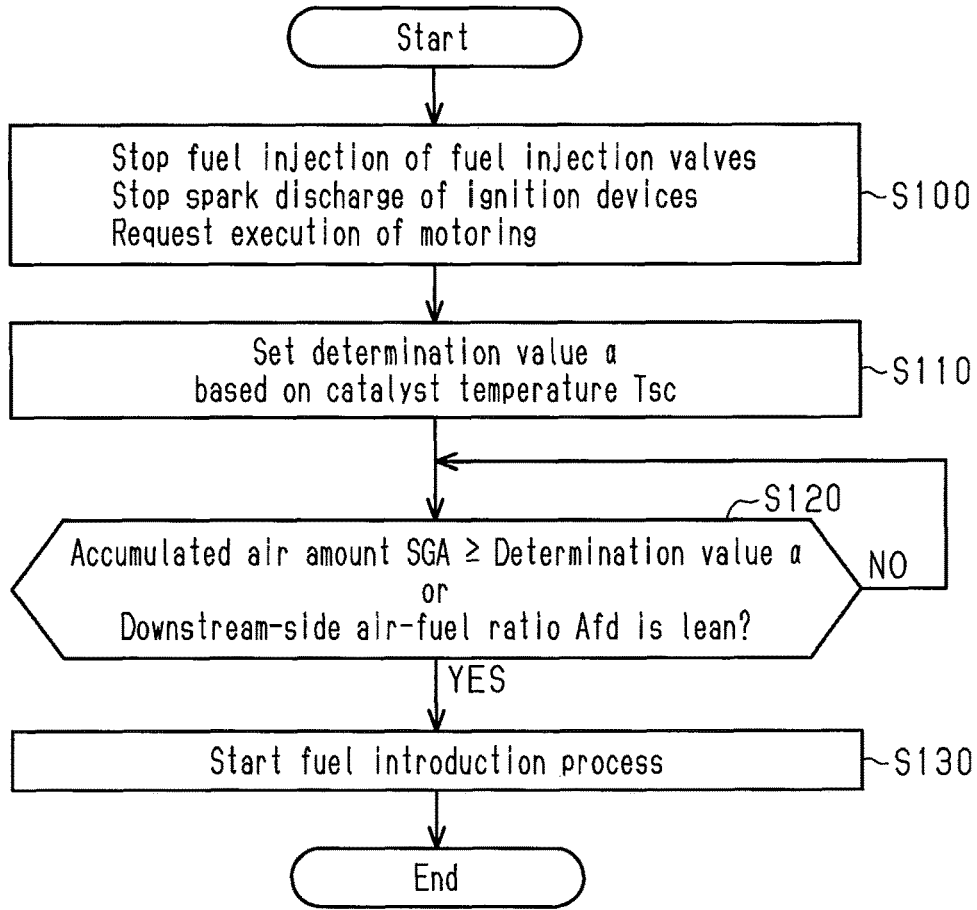 Start
Stop fuel injection of fuel injection valves
Stop spark discharge of ignition devices
Request execution of motoring
S100
Set determination value α
based on catalyst temperature Tsc
S110
S120
Accumulated air amount SGA ≥ Determination value α
or
Downstream-side air-fuel ratio Afd is lean?
NO
YES
Start fuel introduction process
S130
End